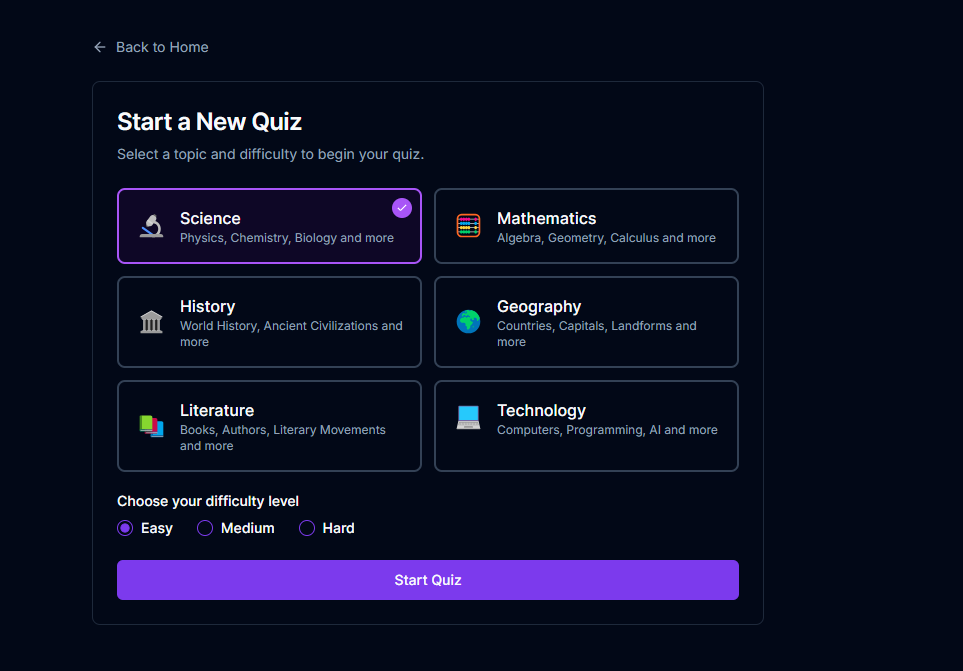 Back to Home
Start a New Quiz
Select a topic and difficulty to begin your quiz.
Science
Physics, Chemistry, Biology and more
Mathematics
Algebra, Geometry, Calculus and more
History
World History, Ancient Civilizations and
more
Geography
Countries, Capitals, Landforms and
more
Literature
Books, Authors, Literary Movements
and more
Technology
Computers, Programming, AI and more
Choose your difficulty level
Easy
Medium
Hard
Start Quiz